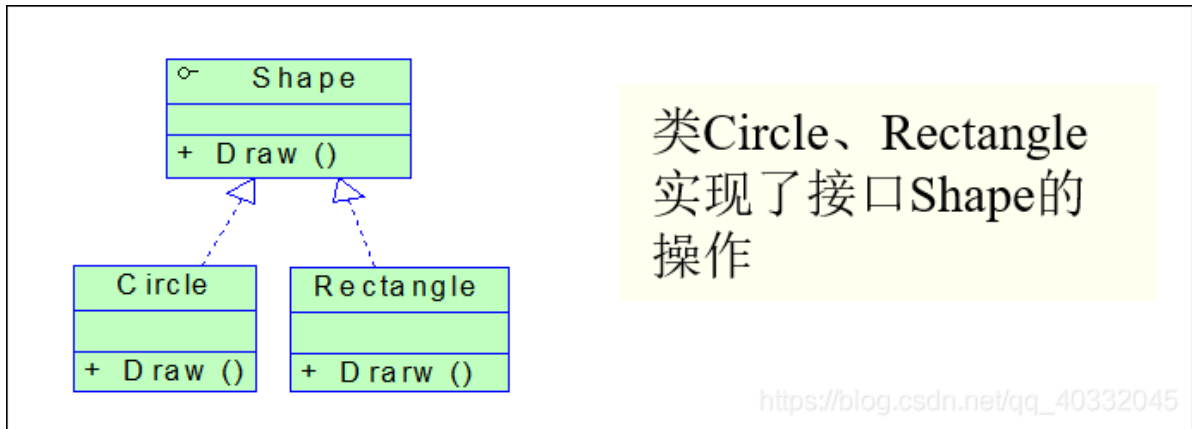 Shape
+ Draw ()
Circle
+ Draw ()
Rectangle
+ Drarw ()
类Circle、Rectangle
实现了接口Shape的
操作
https://blog.csdn.net/qq_40332045